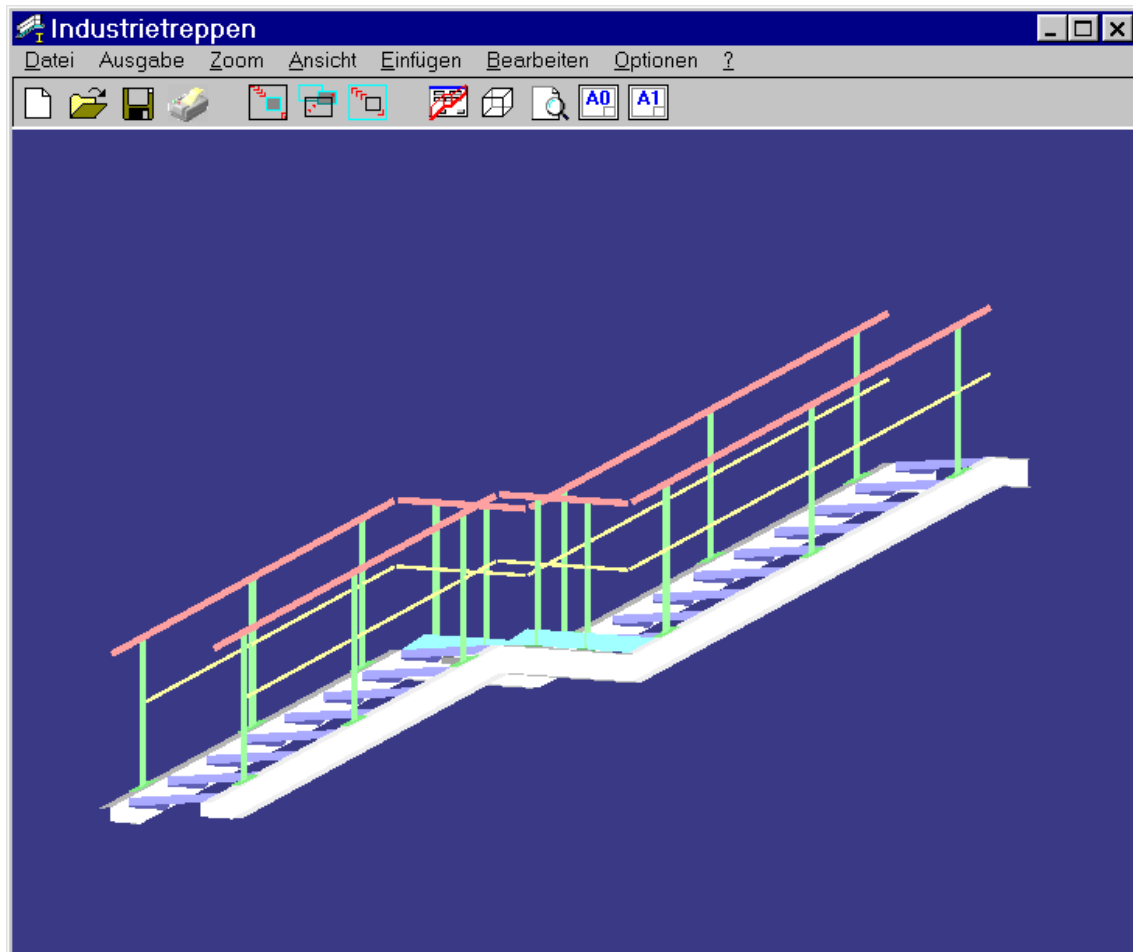 Industrietreppen
Datei Ausgabe Zoom Ansicht Einfügen Bearbeiten Optionen ?
A0 A1